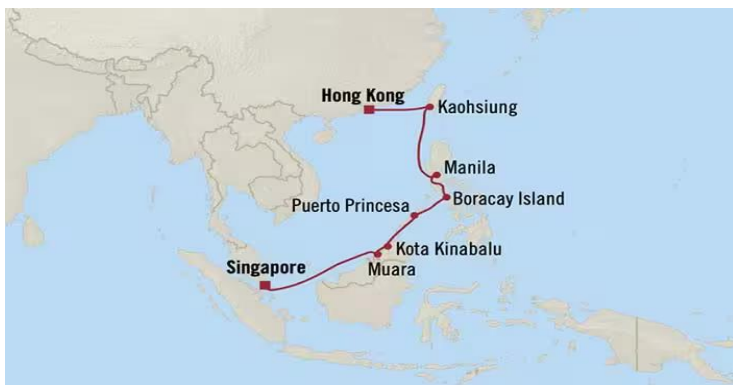 Hong Kong
Kaohsiung
Manila
Boracay Island
Puerto Princesa
Kota Kinabalu
Singapore
Muara